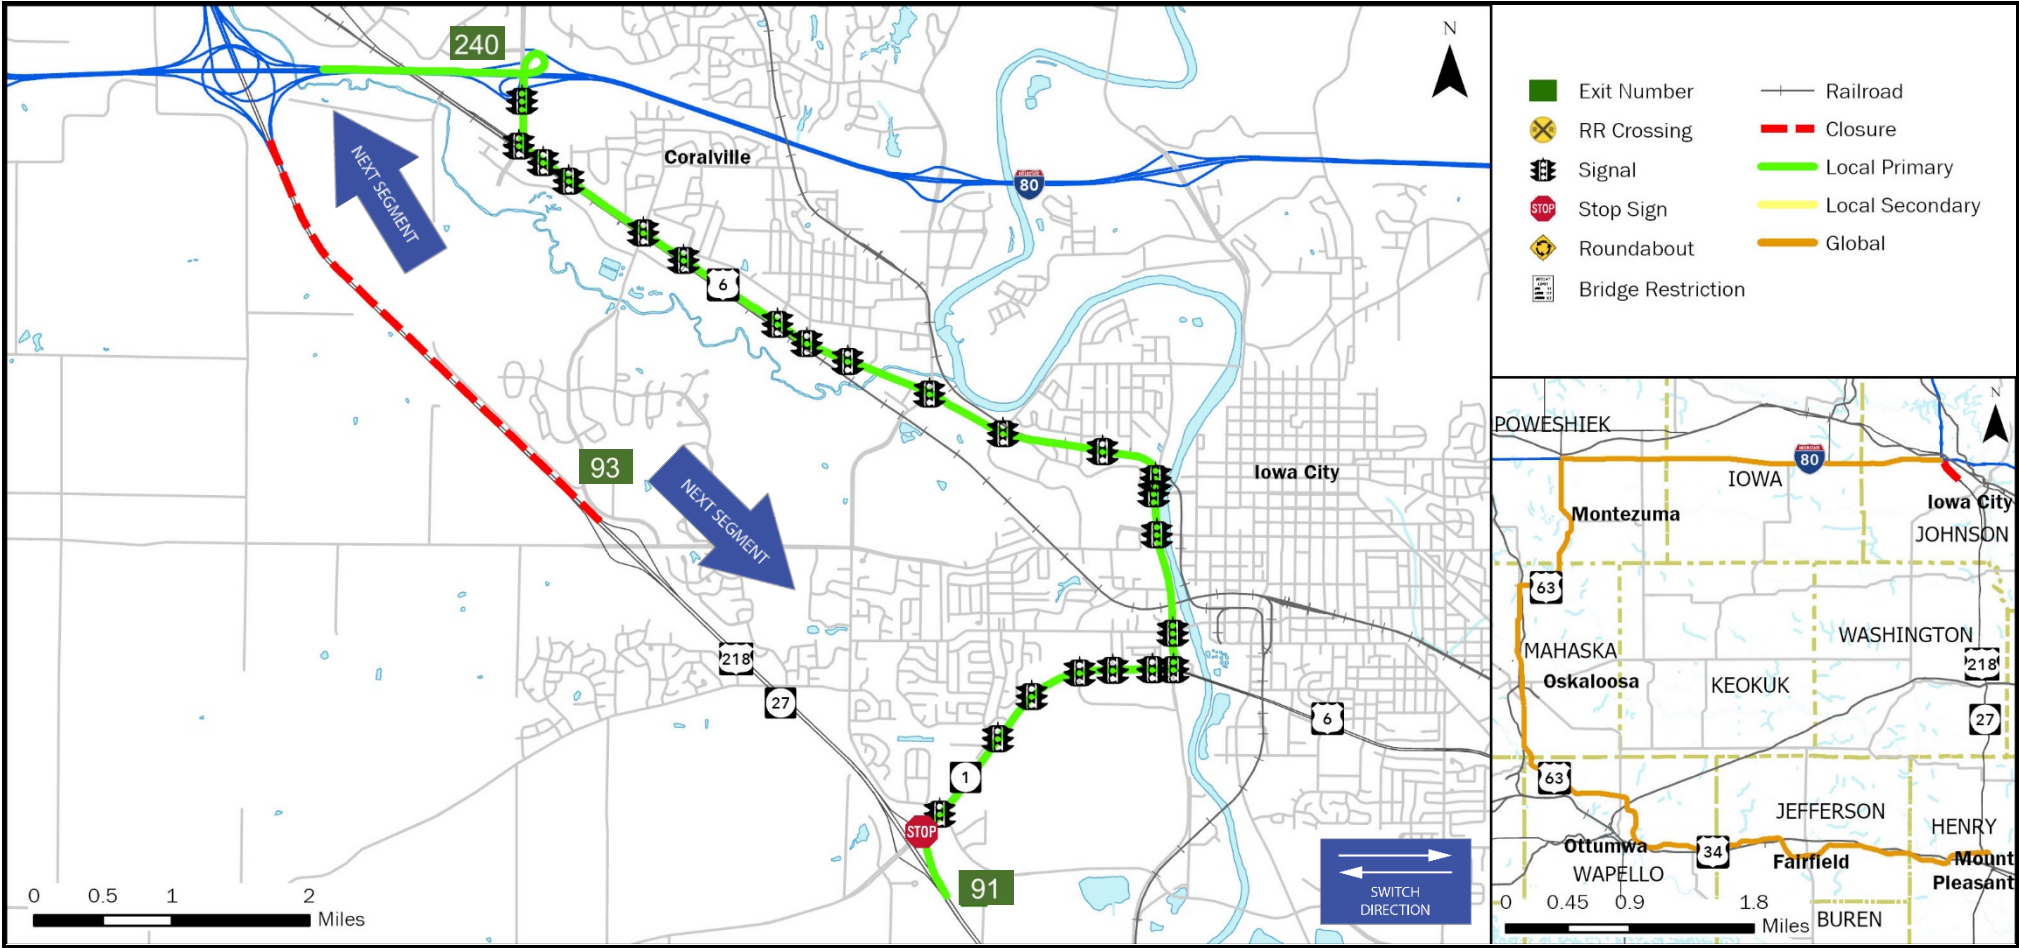 240
N
Coralville
NEXT SEGMENT
INTERSTATE
80
6
Iowa City
93
NEXT SEGMENT
218
27
6
1
STOP
91
0 0.5 1 2
Miles
SWITCH
DIRECTION
Exit Number
RR Crossing
Signal
STOP Stop Sign
Roundabout
Bridge Restriction
Railroad
Closure
Local Primary
Local Secondary
Global
N
POWESHIEK
80
IOWA
Iowa City
Montezuma
JOHNSON
63
WASHINGTON
MAHASKA
218
Oskaloosa
KEOKUK
27
63
JEFFERSON
HENRY
Ottumwa
34
Fairfield
Mount
Pleasant
WAPELLO
0 0.45 0.9 1.8
Miles
BUREN